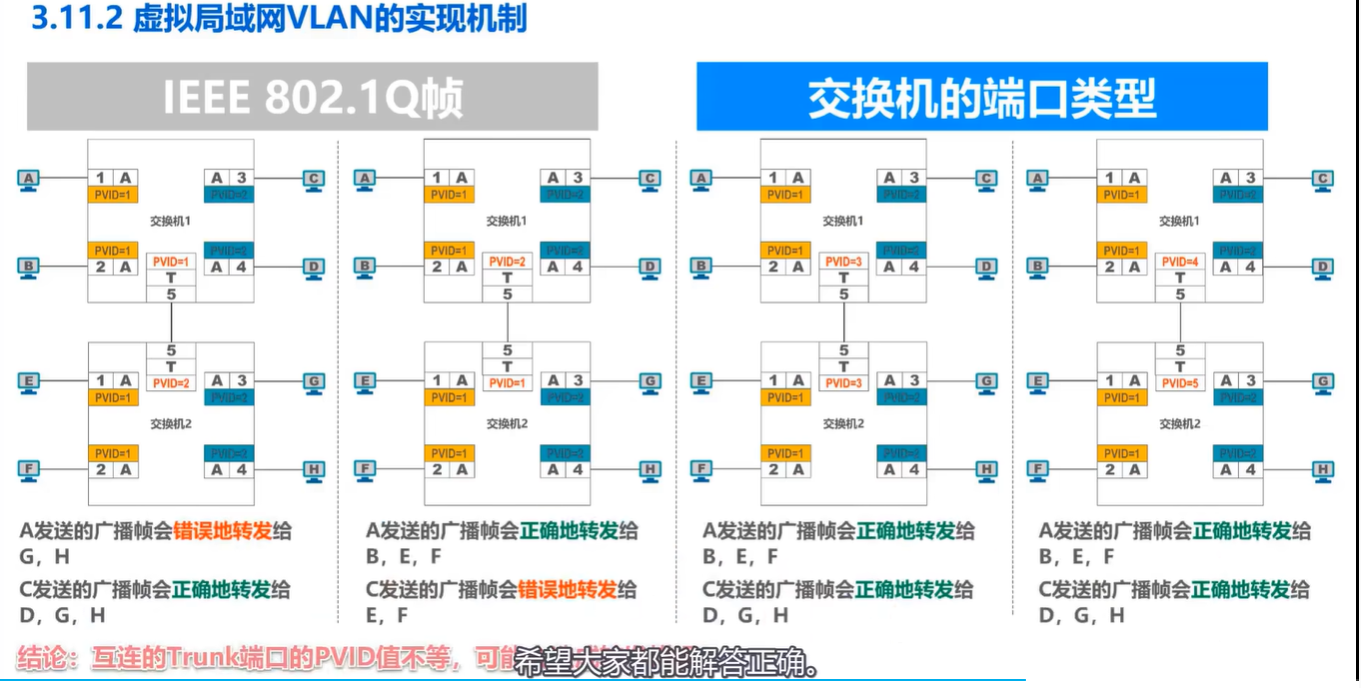 3.11.2 虚拟局域网VLAN的实现机制
IEEE 802.1Q帧
交换机的端口类型
A 1 A A 3 C
PVID=1 PVID=2
交换机1
PVID=1 PVID=1 PVID=2
B 2 A T A 4 D
5
5
E 1 A T A 3 G
PVID=1 PVID=2 PVID=2
交换机2
PVID=1 PVID=2
F 2 A A 4 H
A发送的广播帧会错误地转发给
G，H
C发送的广播帧会正确地转发给
D，G，H
A 1 A A 3 C
PVID=1 PVID=2
交换机1
PVID=1 PVID=2 PVID=2
B 2 A T A 4 D
5
5
E 1 A T A 3 G
PVID=1 PVID=1 PVID=2
交换机2
PVID=1 PVID=2
F 2 A A 4 H
A发送的广播帧会正确地转发给
B，E，F
C发送的广播帧会错误地转发给
E，F
A 1 A A 3 C
PVID=1 PVID=2
交换机1
PVID=1 PVID=3 PVID=2
B 2 A T A 4 D
5
5
E 1 A T A 3 G
PVID=1 PVID=3 PVID=2
交换机2
PVID=1 PVID=2
F 2 A A 4 H
A发送的广播帧会正确地转发给
B，E，F
C发送的广播帧会正确地转发给
D，G，H
A 1 A A 3 C
PVID=1 PVID=2
交换机1
PVID=1 PVID=4 PVID=2
B 2 A T A 4 D
5
5
E 1 A T A 3 G
PVID=1 PVID=5 PVID=2
交换机2
PVID=1 PVID=2
F 2 A A 4 H
A发送的广播帧会正确地转发给
B，E，F
C发送的广播帧会正确地转发给
D，G，H
结论：互连的Trunk端口的PVID值不等，可能
希望大家都能解答正确。